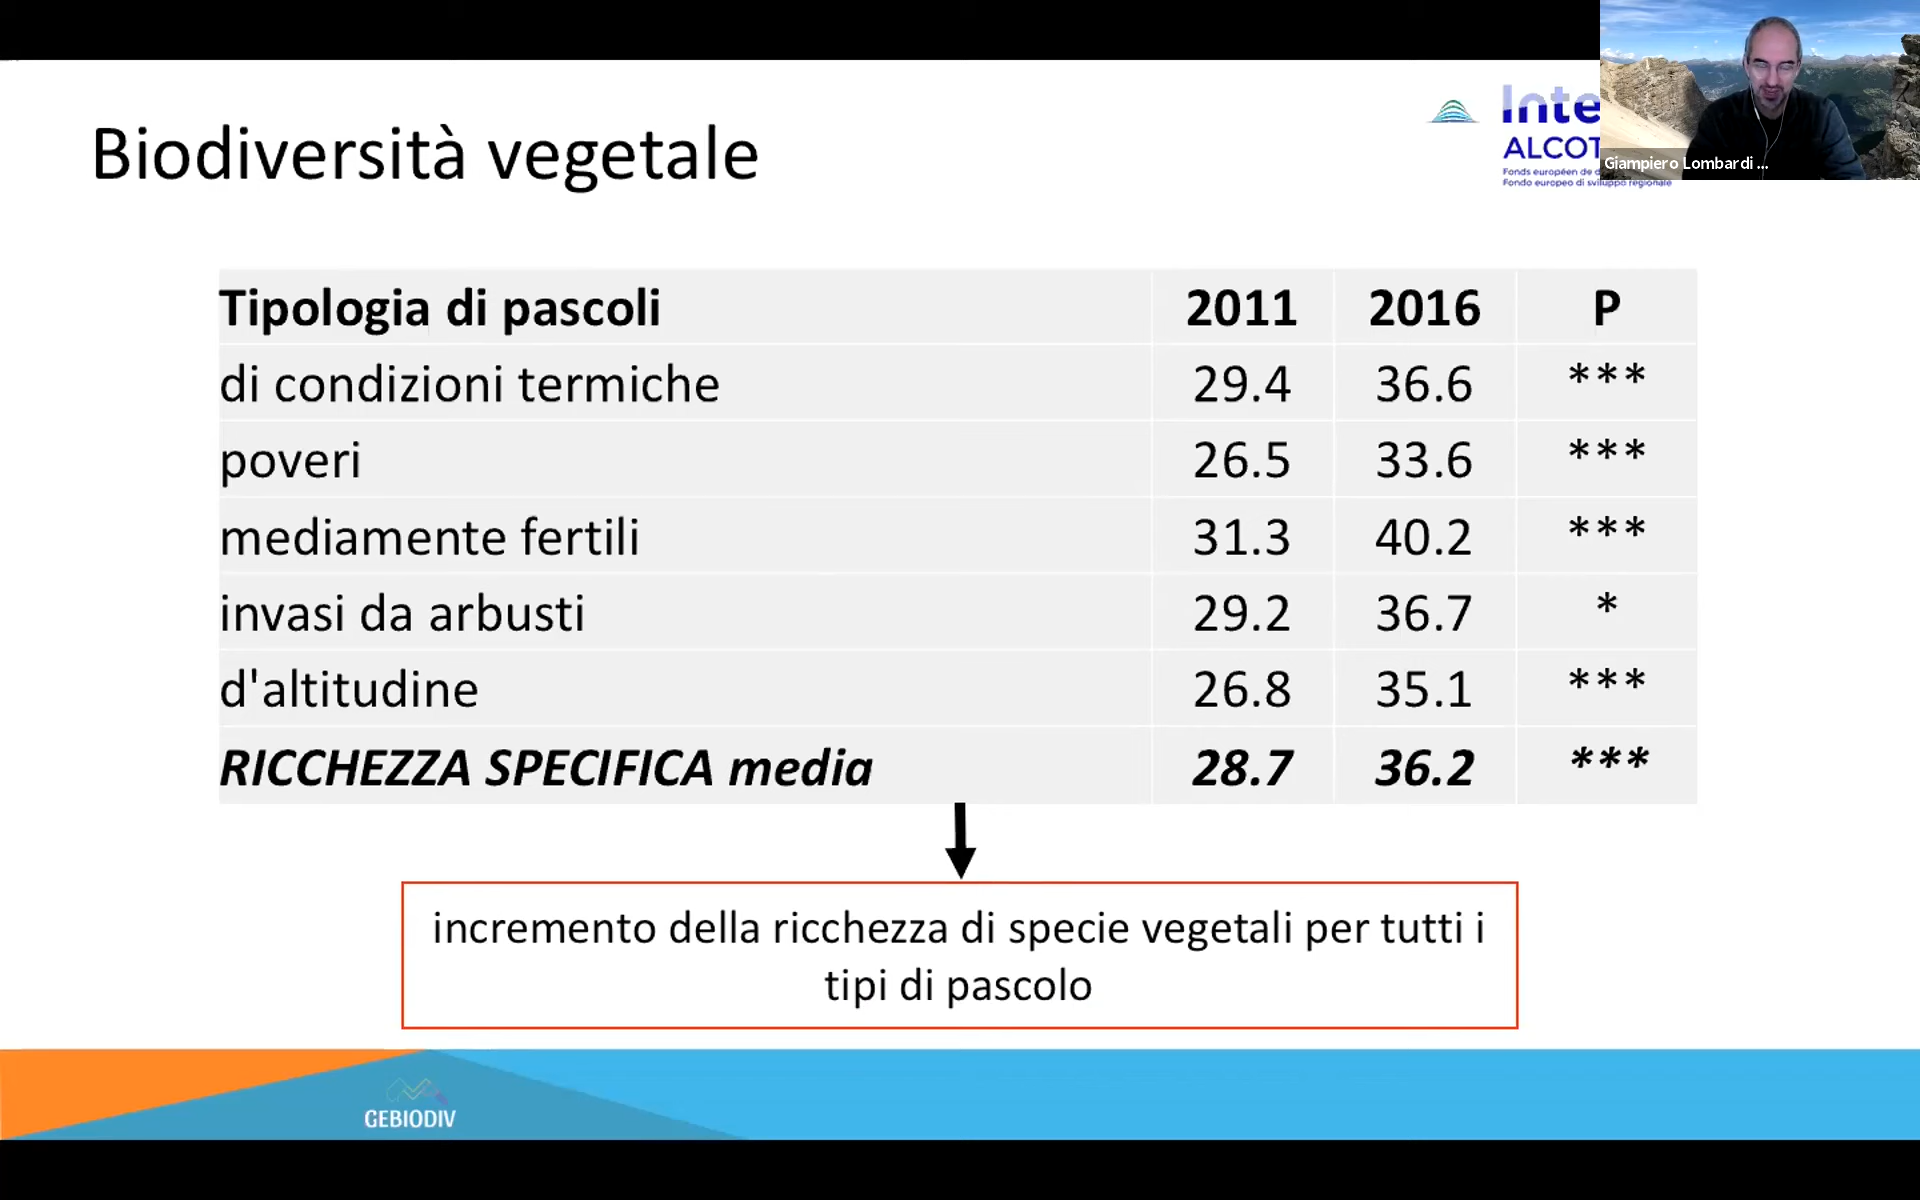 Biodiversità vegetale
Inte
ALCOT
Fonds européen de d
Fondo europeo di sviluppo regionale
Giampiero Lombardi ...
Tipologia di pascoli 2011 2016 P
di condizioni termiche 29.4 36.6 ***
poveri 26.5 33.6 ***
mediamente fertili 31.3 40.2 ***
invasi da arbusti 29.2 36.7 *
d'altitudine 26.8 35.1 ***
RICCHEZZA SPECIFICA media 28.7 36.2 ***
incremento della ricchezza di specie vegetali per tutti i
tipi di pascolo
GEBIODIV